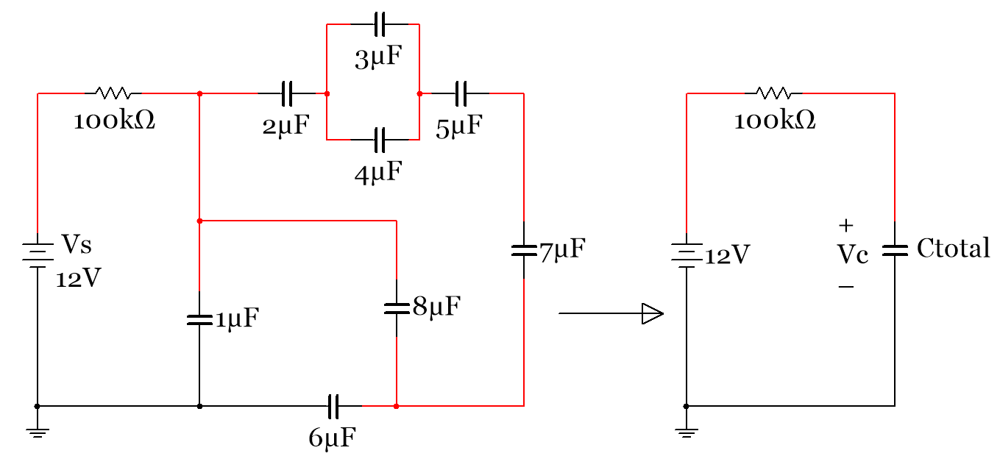 3µF
100kΩ
2µF
5µF
4µF
100kΩ
Vs
12V
7µF
1µF
8µF
6µF
12V
+
Vc
−
Ctotal